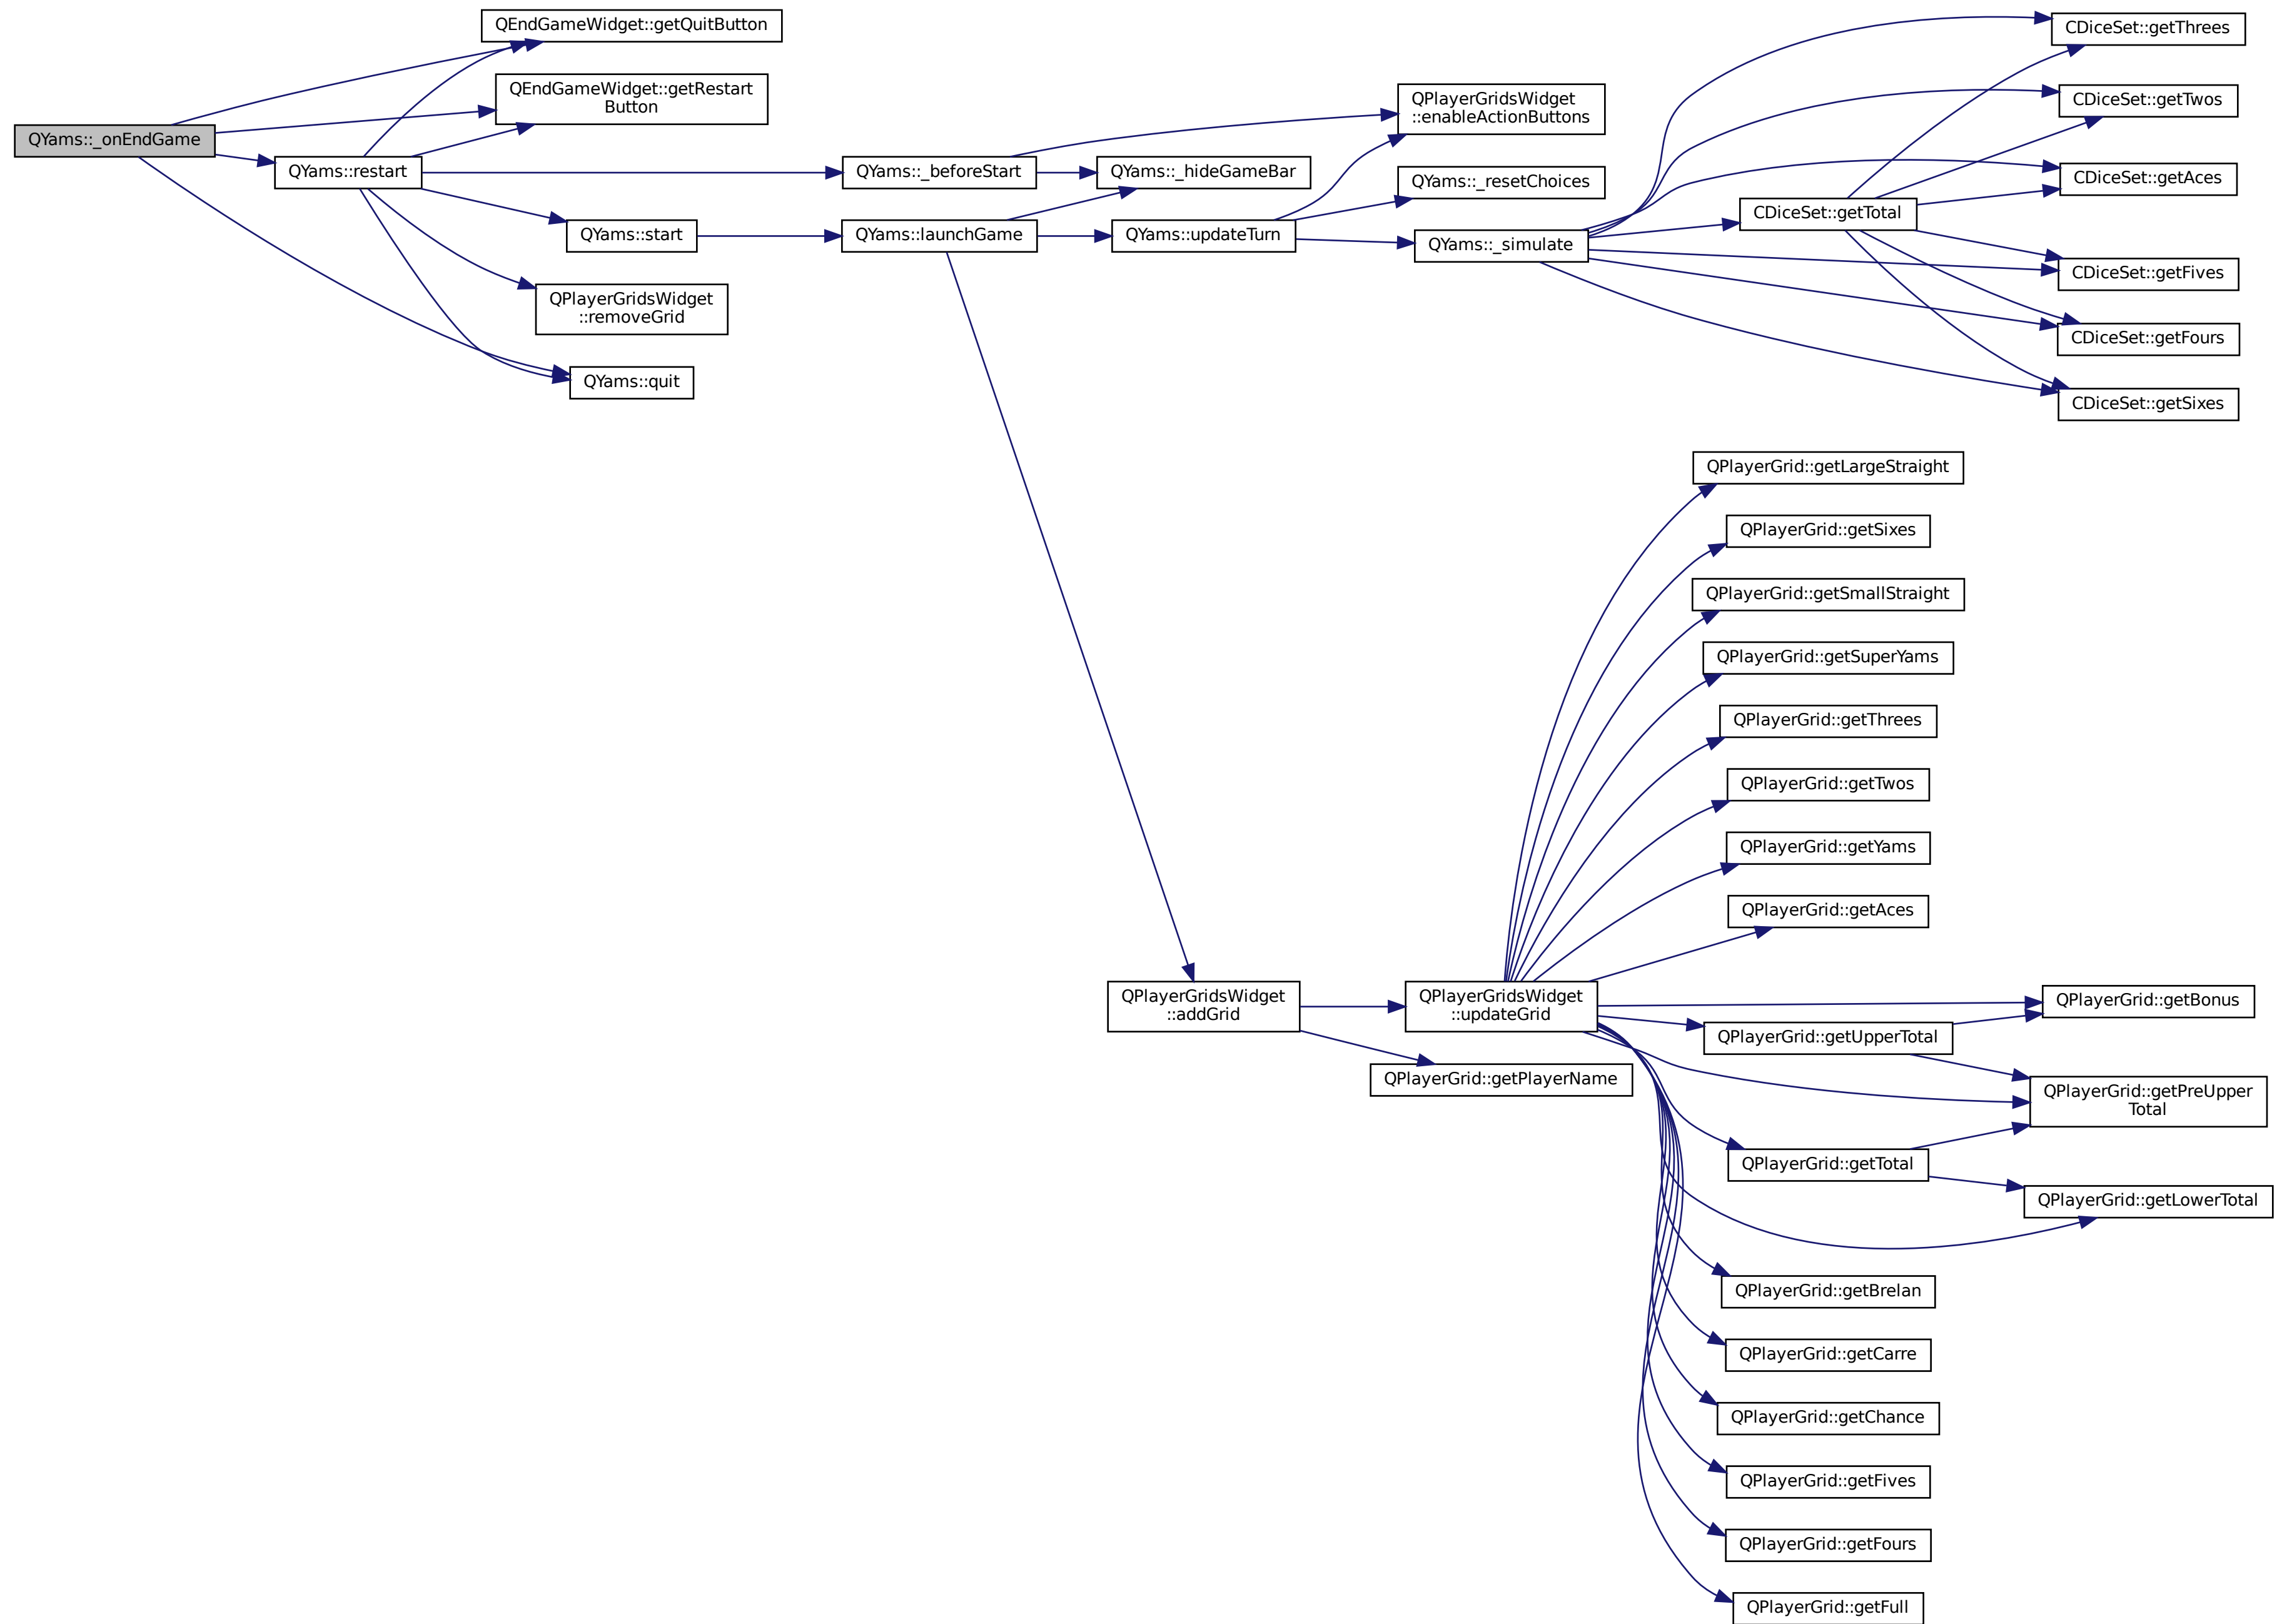 QYams::_onEndGame
QEndGameWidget::getQuitButton
QEndGameWidget::getRestart
Button
QYams::restart
QYams::start
QPlayerGridsWidget
::removeGrid
QYams::quit
QYams::_beforeStart
QYams::launchGame
QPlayerGridsWidget
::enableActionButtons
QYams::_hideGameBar
QYams::_resetChoices
QYams::updateTurn
QYams::_simulate
CDiceSet::getTotal
CDiceSet::getThrees
CDiceSet::getTwos
CDiceSet::getAces
CDiceSet::getFives
CDiceSet::getFours
CDiceSet::getSixes
QPlayerGridsWidget
::addGrid
QPlayerGridsWidget
::updateGrid
QPlayerGrid::getPlayerName
QPlayerGrid::getLargeStraight
QPlayerGrid::getSixes
QPlayerGrid::getSmallStraight
QPlayerGrid::getSuperYams
QPlayerGrid::getThrees
QPlayerGrid::getTwos
QPlayerGrid::getYams
QPlayerGrid::getAces
QPlayerGrid::getBonus
QPlayerGrid::getUpperTotal
QPlayerGrid::getPreUpper
Total
QPlayerGrid::getTotal
QPlayerGrid::getLowerTotal
QPlayerGrid::getBrelan
QPlayerGrid::getCarre
QPlayerGrid::getChance
QPlayerGrid::getFives
QPlayerGrid::getFours
QPlayerGrid::getFull